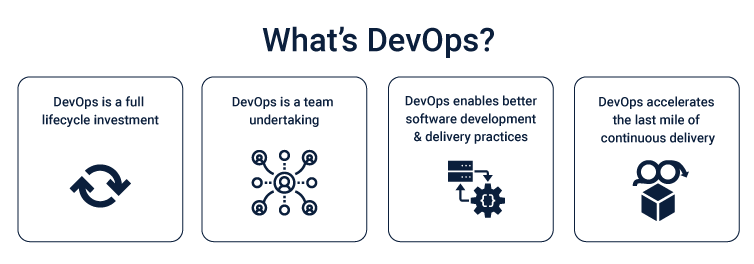 What's DevOps?
DevOps is a full
lifecycle investment
DevOps is a team
undertaking
DevOps enables better
software development
& delivery practices
DevOps accelerates
the last mile of
continuous delivery